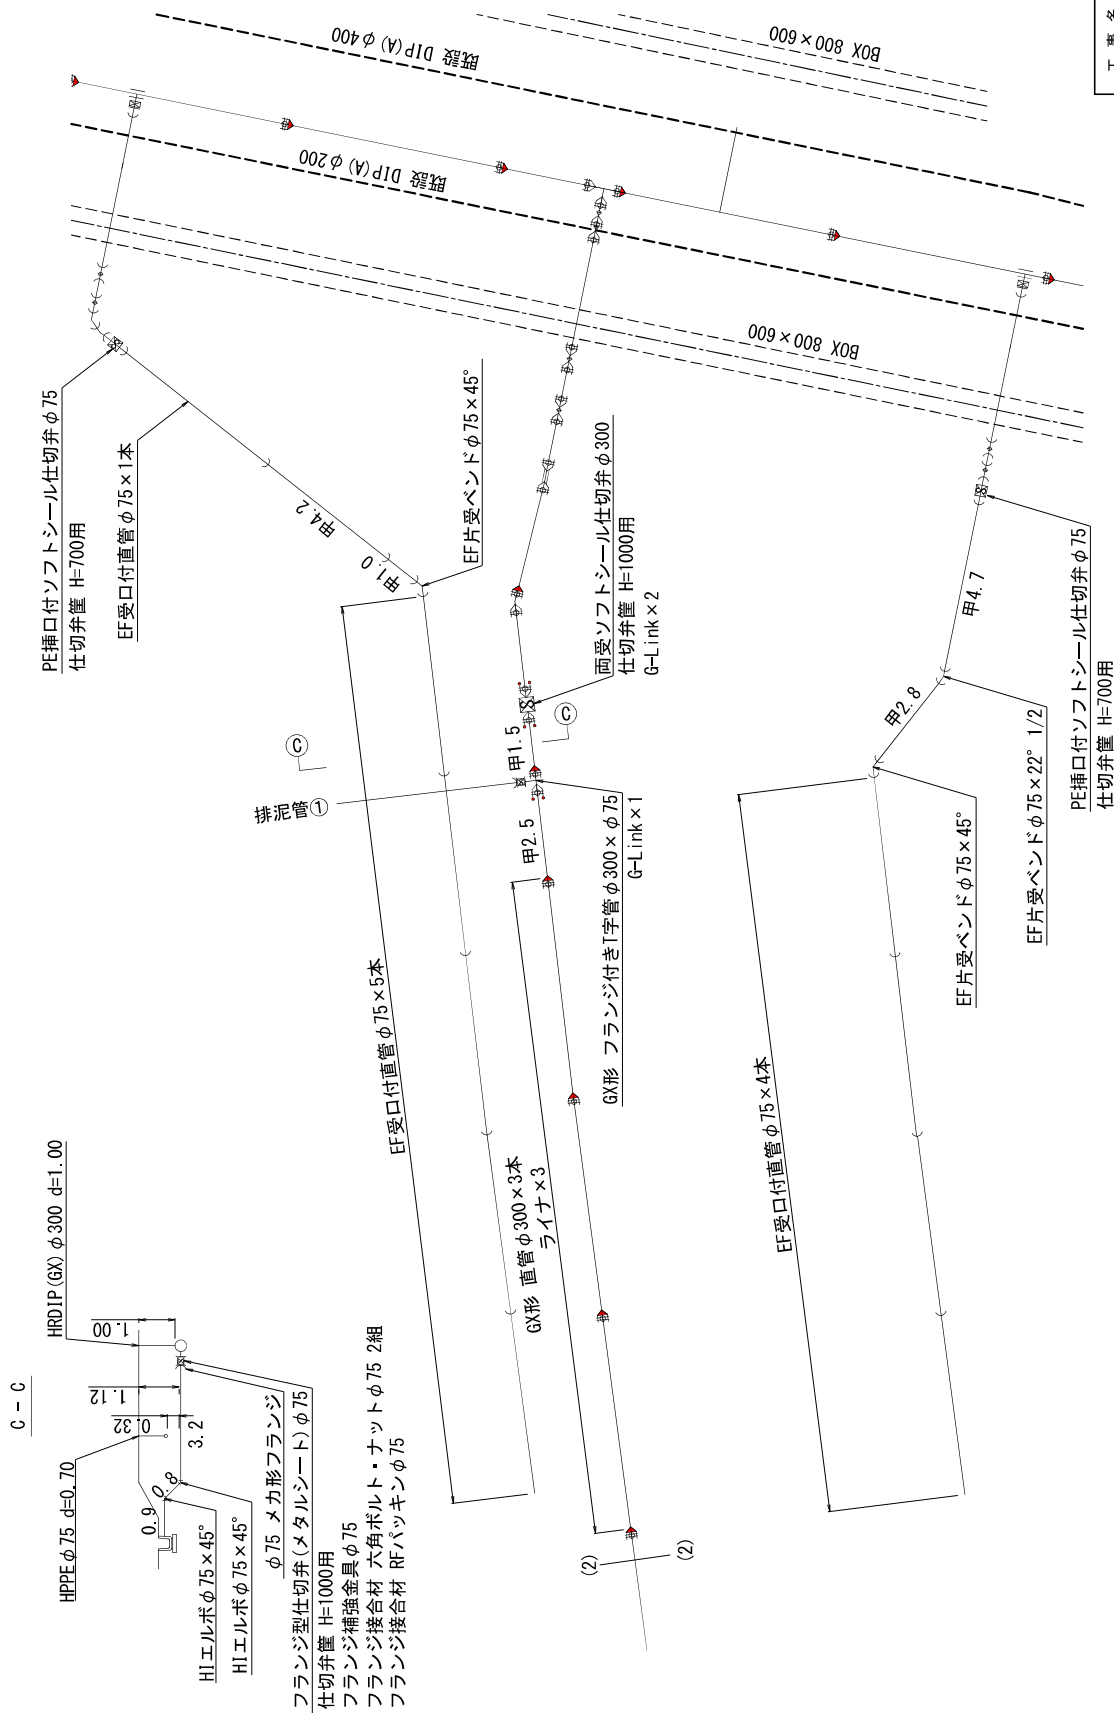 C - C
HPPEφ75 d=0.70
HRDIP(GX)φ300 d=1.00
1.00
1.12
0.32
3.2
0.8
0.9
HIエルボφ75×45°
HIエルボφ75×45°
φ75 メカ形フランジ
フランジ型仕切弁(メタルシート)φ75
仕切弁筐 H=1000用
フランジ補強金具φ75
フランジ接合材 六角ボルト・ナットφ75 2組
フランジ接合材 RFパッキンφ75
PE挿口付ソフトシール仕切弁φ75
仕切弁筐 H=700用
EF受口付直管φ75×1本
甲4.2
甲1.0
EF片受ベンドφ75×45°
EF受口付直管φ75×5本
排泥管①
C
C
甲1.5
甲2.5
両受ソフトシール仕切弁φ300
仕切弁筐 H=1000用
G-Link×2
GX形 フランジ付きT字管φ300×φ75
G-Link×1
GX形 直管φ300×3本
ライナ×3
(2)
(2)
EF受口付直管φ75×4本
甲2.8
甲4.7
EF片受ベンドφ75×45°
EF片受ベンドφ75×22° 1/2
PE挿口付ソフトシール仕切弁φ75
仕切弁筐 H=700用
既設 DIP(A)φ400
既設 DIP(A)φ200
BOX 800×600
BOX 800×600
工事名